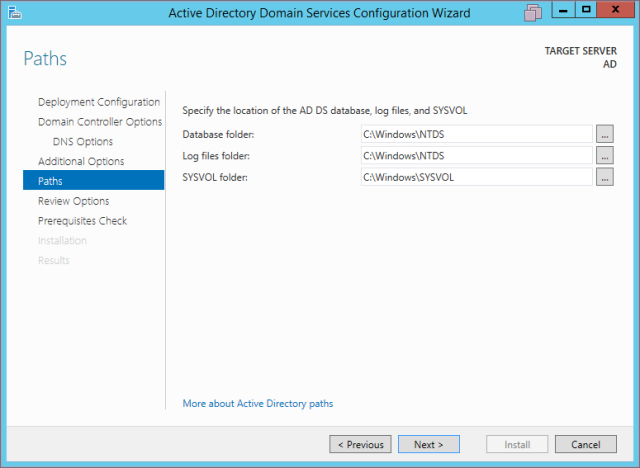 Active Directory Domain Services Configuration Wizard
Paths
TARGET SERVER
AD
Deployment Configuration
Domain Controller Options
DNS Options
Additional Options
Paths
Review Options
Prerequisites Check
Installation
Results
Specify the location of the AD DS database, log files, and SYSVOL
Database folder: C:\Windows\NTDS ...
Log files folder: C:\Windows\NTDS ...
SYSVOL folder: C:\Windows\SYSVOL ...
More about Active Directory paths
< Previous Next > Install Cancel